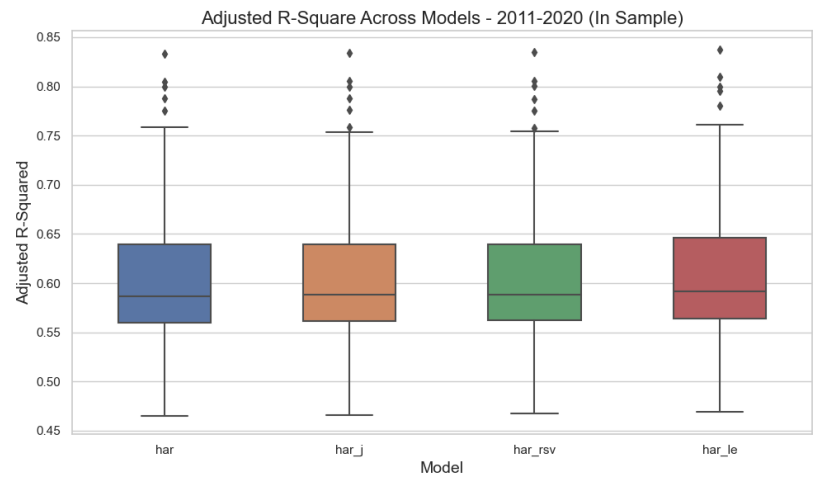 Adjusted R-Square Across Models - 2011-2020 (In Sample)
0.85
0.80
0.75
0.70
0.65
0.60
0.55
0.50
0.45
Adjusted R-Squared
har har_j har_rsv har_le
Model